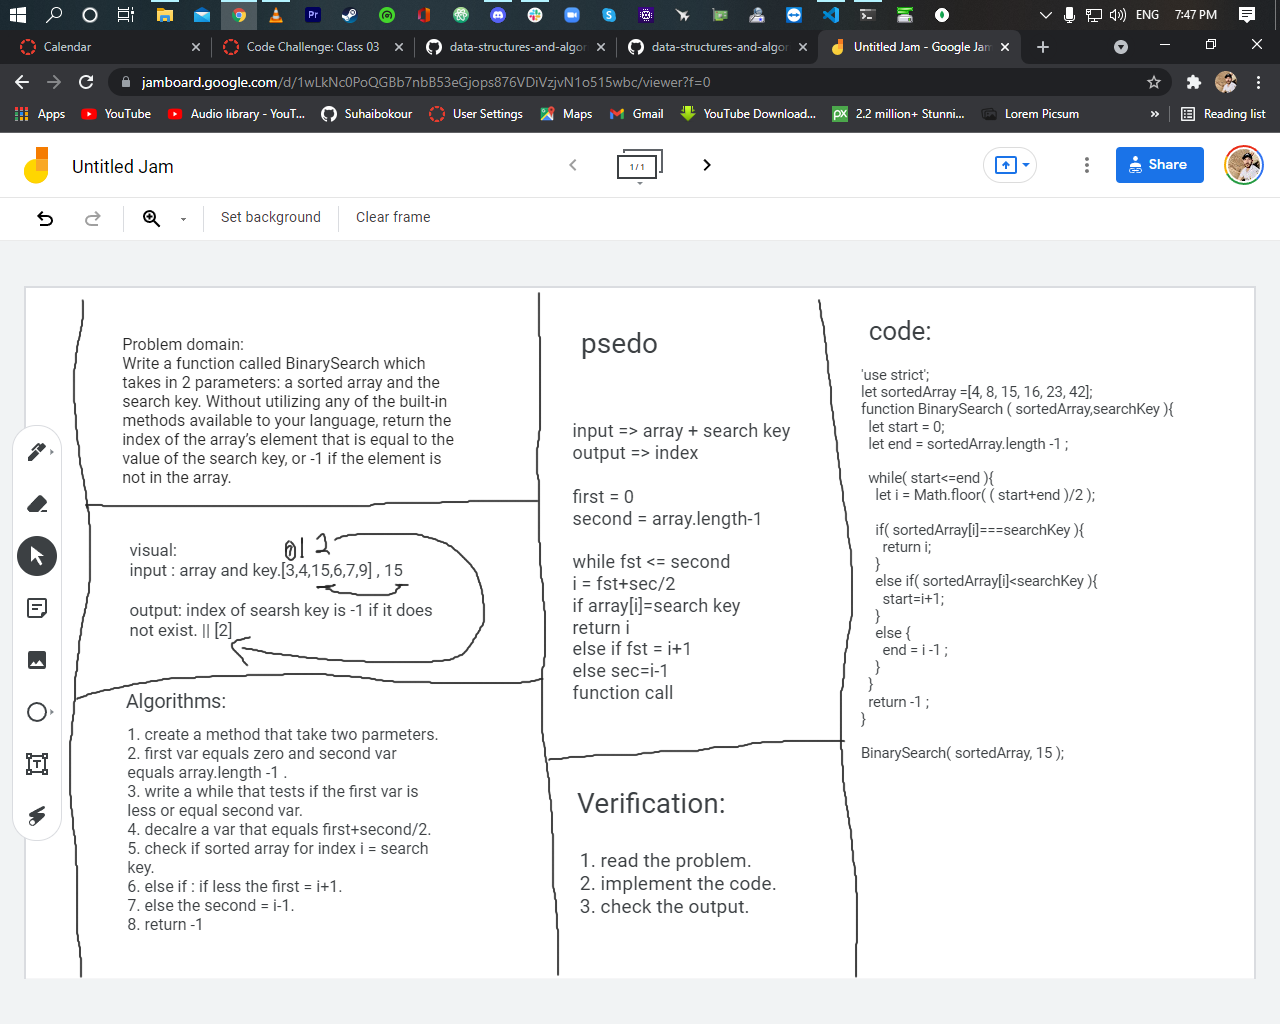 ENG
7:47 PM
Calendar
Code Challenge: Class 03
data-structures-and-algor
data-structures-and-algor
Untitled Jam - Google Jam
jamboard.google.com/d/1wLkNc0PoQGBb7nbB53eGjops876VDiVzjvN1o515wbc/viewer?f=0
Apps
YouTube
Audio library - YouT...
Suhaibokour
User Settings
Maps
Gmail
YouTube Download...
2.2 million+ Stunni...
Lorem Picsum
»
Reading list
Untitled Jam
1 / 1
Share
Set background
Clear frame
Problem domain:
Write a function called BinarySearch which
takes in 2 parameters: a sorted array and the
search key. Without utilizing any of the built-in
methods available to your language, return the
index of the array's element that is equal to the
value of the search key, or -1 if the element is
not in the array.
visual:
0 1 2
input : array and key.[3,4,15,6,7,9] , 15
output: index of searsh key is -1 if it does
not exist. || [2]
Algorithms:
1. create a method that take two parmeters.
2. first var equals zero and second var
equals array.length -1 .
3. write a while that tests if the first var is
less or equal second var.
4. decalre a var that equals first+second/2.
5. check if sorted array for index i = search
key.
6. else if : if less the first = i+1.
7. else the second = i-1.
8. return -1
psedo
input => array + search key
output => index
first = 0
second = array.length-1
while fst <= second
i = fst+sec/2
if array[i]=search key
return i
else if fst = i+1
else sec=i-1
function call
Verification:
1. read the problem.
2. implement the code.
3. check the output.
code:
'use strict';
let sortedArray =[4, 8, 15, 16, 23, 42];
function BinarySearch ( sortedArray,searchKey ){
let start = 0;
let end = sortedArray.length -1 ;
while( start<=end ){
let i = Math.floor( ( start+end )/2 );
if( sortedArray[i]===searchKey ){
return i;
}
else if( sortedArray[i]<searchKey ){
start=i+1;
}
else {
end = i -1 ;
}
}
return -1 ;
}
BinarySearch( sortedArray, 15 );